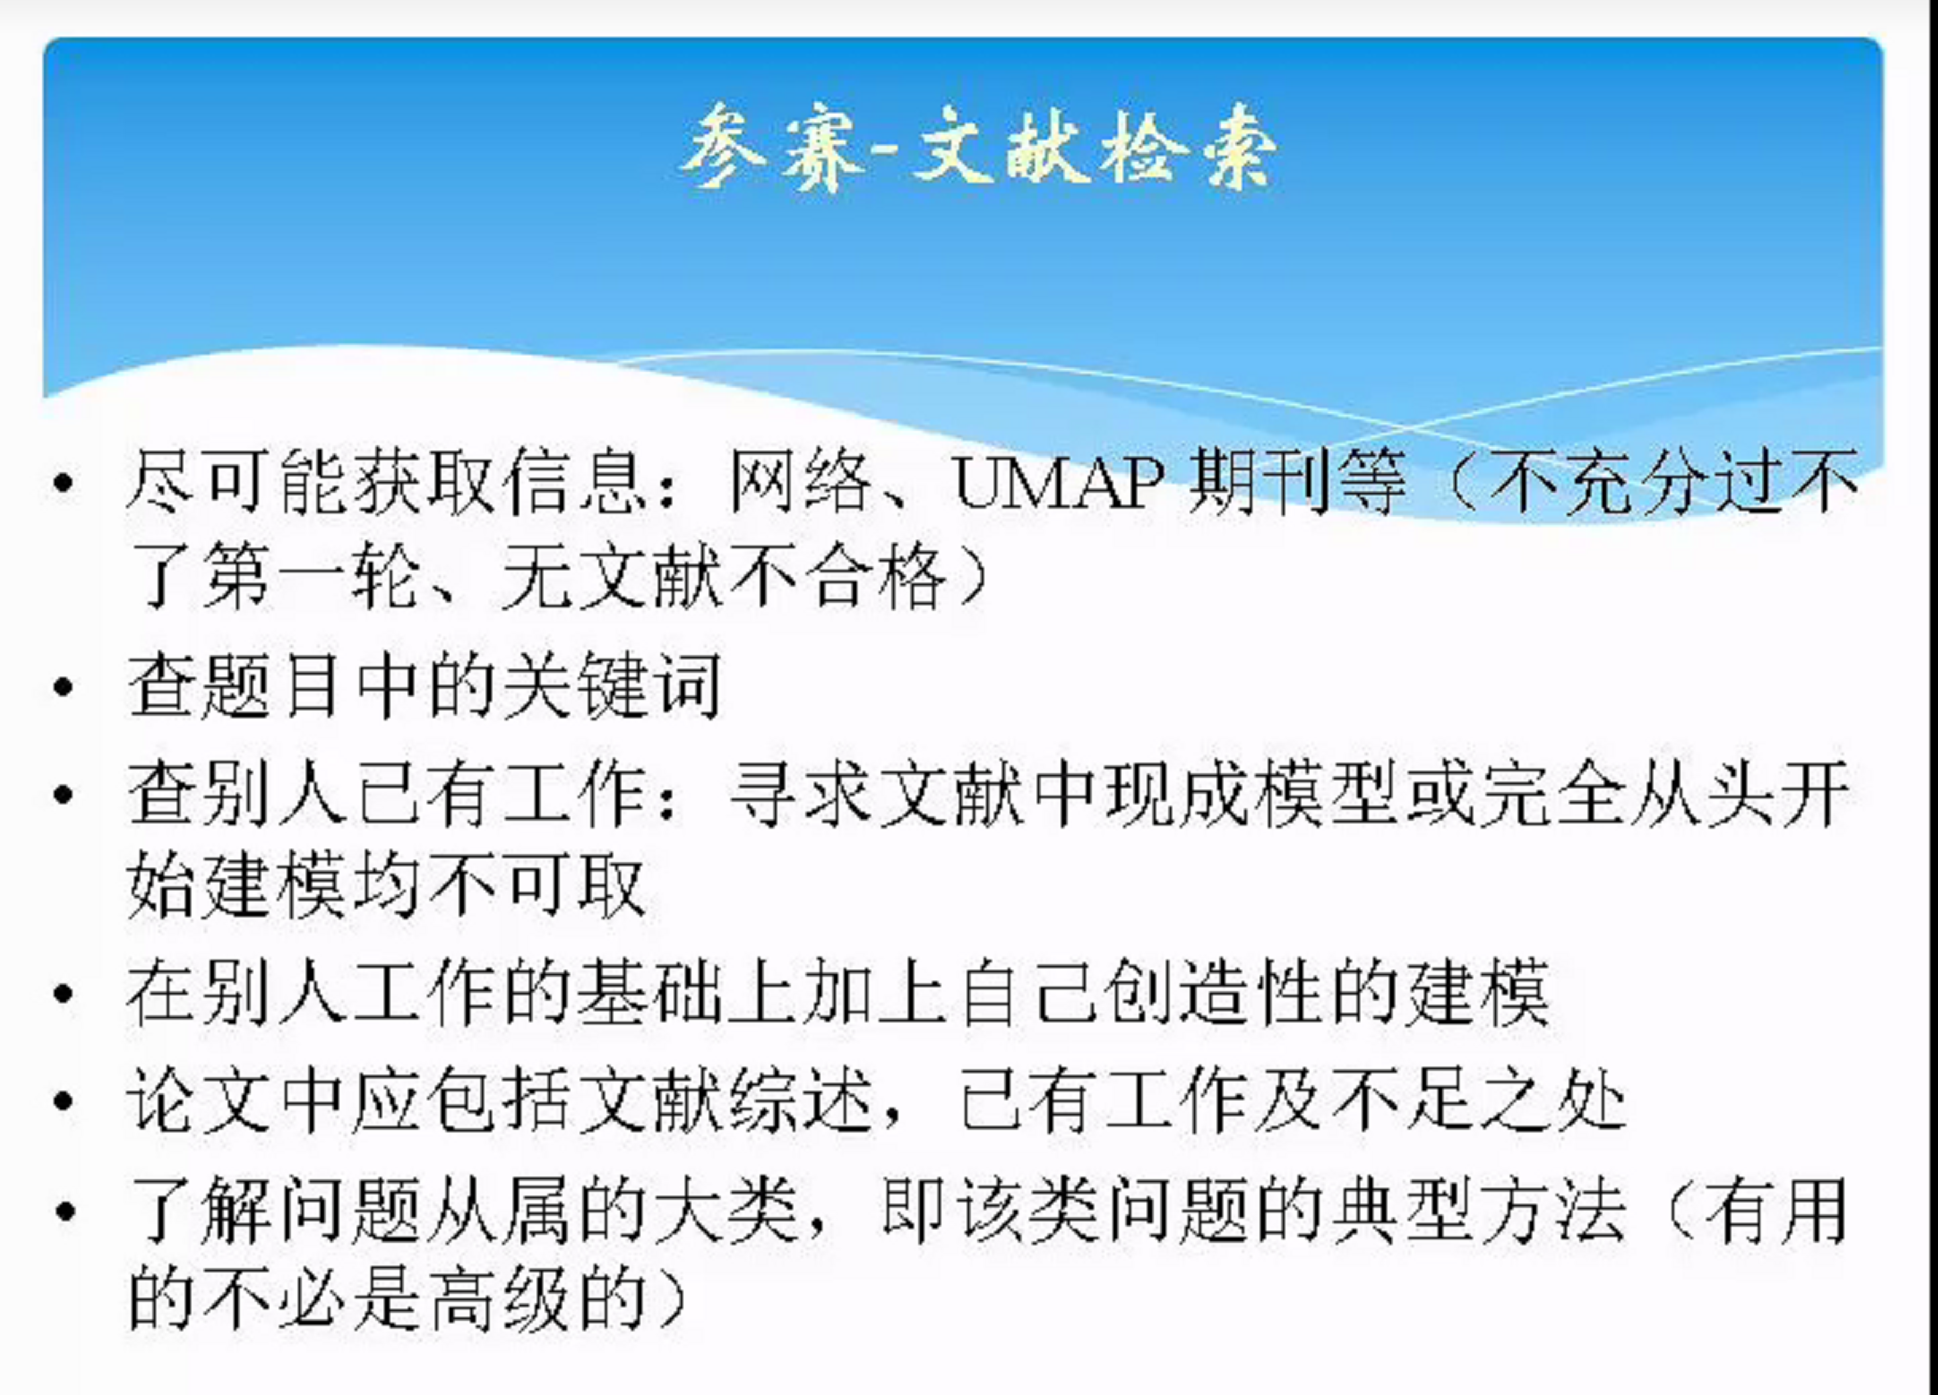 参赛-文献检索
• 尽可能获取信息：网络、UMAP 期刊等（不充分过不
了第一轮、无文献不合格）
• 查题目中的关键词
• 查别人已有工作：寻求文献中现成模型或完全从头开
始建模均不可取
• 在别人工作的基础上加上自己创造性的建模
• 论文中应包括文献综述，已有工作及不足之处
• 了解问题从属的大类，即该类问题的典型方法（有用
的不必是高级的）